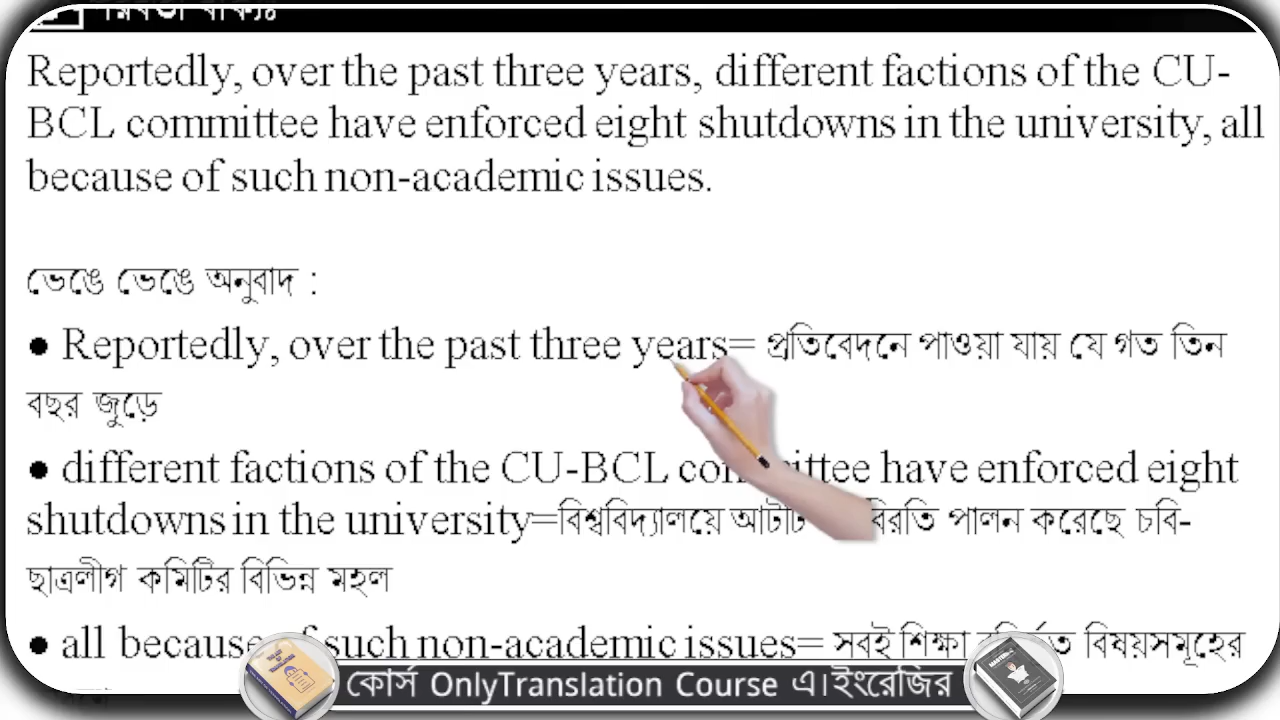 Reportedly, over the past three years, different factions of the CU-
BCL committee have enforced eight shutdowns in the university, all
because of such non-academic issues.
ভেঙে ভেঙে অনুবাদ :
● Reportedly, over the past three years= প্রতিবেদনে পাওয়া যায় যে গত তিন
বছর জুড়ে
● different factions of the CU-BCL committee have enforced eight
shutdowns in the university=বিশ্ববিদ্যালয়ে আটটি বিরতি পালন করেছে চবি-
ছাত্রলীগ কমিটির বিভিন্ন মহল
● all because of such non-academic issues= সবই শিক্ষা বিষয়সমূহের
কোর্স OnlyTranslation Course এ।ইংরেজির